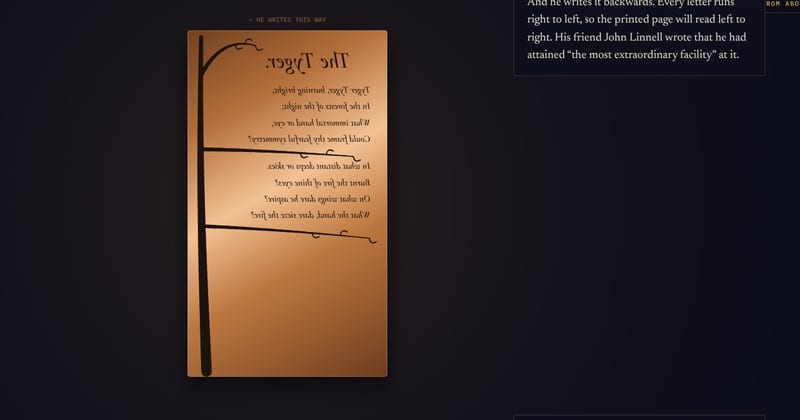 ← HE WRITES THIS WAY
The Tyger.
Tyger Tyger, burning bright,
In the forests of the night;
What immortal hand or eye,
Could frame thy fearful symmetry?
In what distant deeps or skies.
Burnt the fire of thine eyes?
On what wings dare he aspire?
What the hand, dare sieze the fire?
And he writes it backwards. Every letter runs
right to left, so the printed page will read left to
right. His friend John Linnell wrote that he had
attained “the most extraordinary facility” at it.
ROM ABO